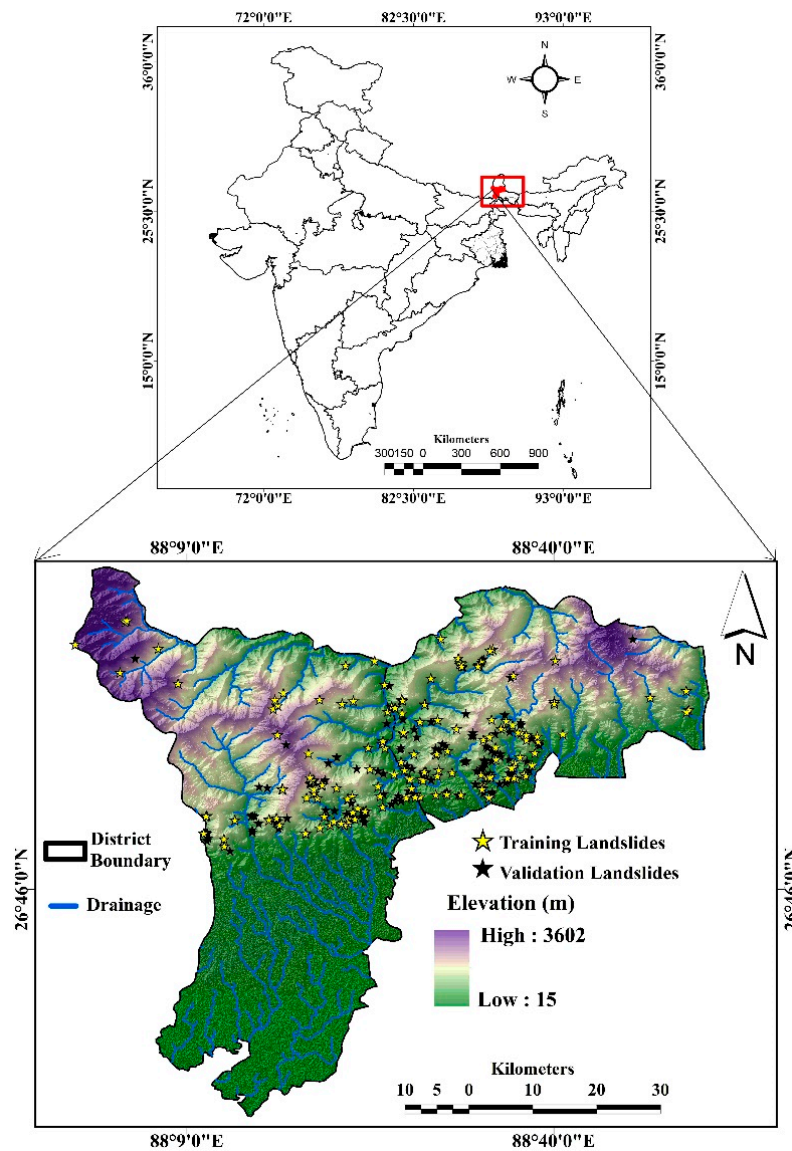 72°0'0"E 82°30'0"E 93°0'0"E
36°0'0"N 36°0'0"N
N
W E
S
25°30'0"N 25°30'0"N
15°0'0"N 15°0'0"N
Kilometers
300150 0 300 600 900
72°0'0"E 82°30'0"E 93°0'0"E
88°9'0"E 88°40'0"E
N
District
Boundary
Drainage
Training Landslides
Validation Landslides
26°46'0"N 26°46'0"N
Elevation (m)
High : 3602
Low : 15
Kilometers
10 5 0 10 20 30
88°9'0"E 88°40'0"E